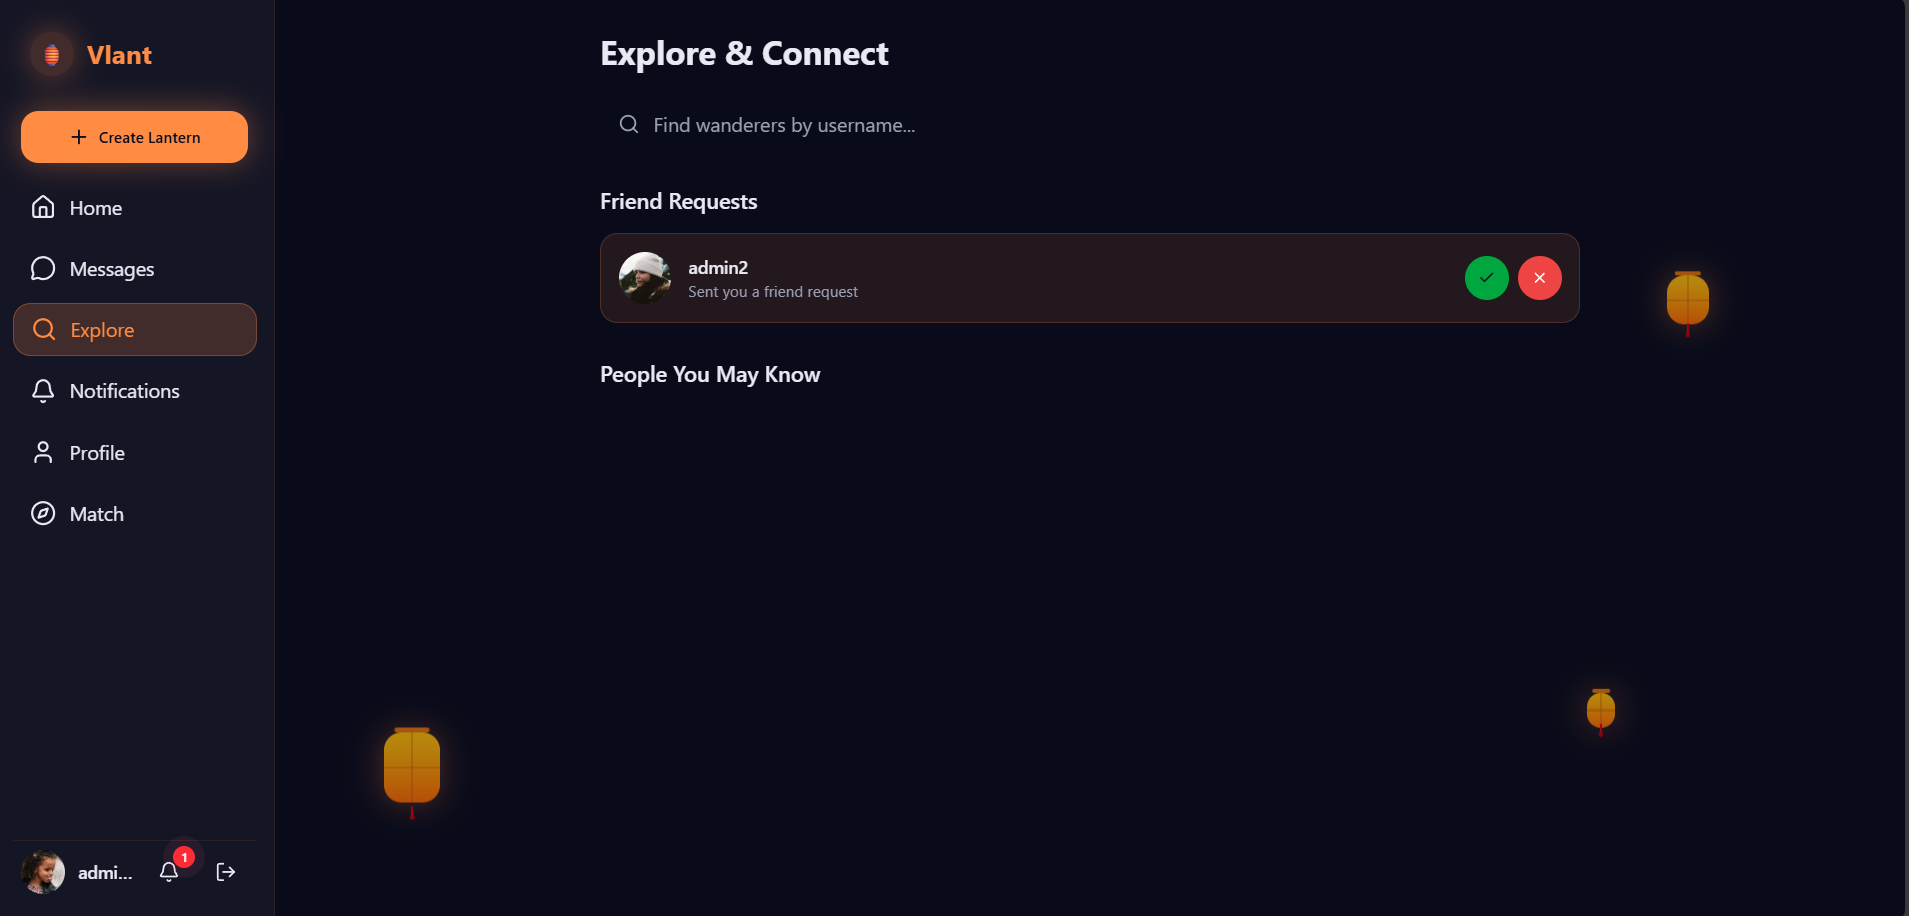 Vlant
Create Lantern
Home
Messages
Explore
Notifications
Profile
Match
admi...
1
Explore & Connect
Find wanderers by username...
Friend Requests
admin2
Sent you a friend request
People You May Know